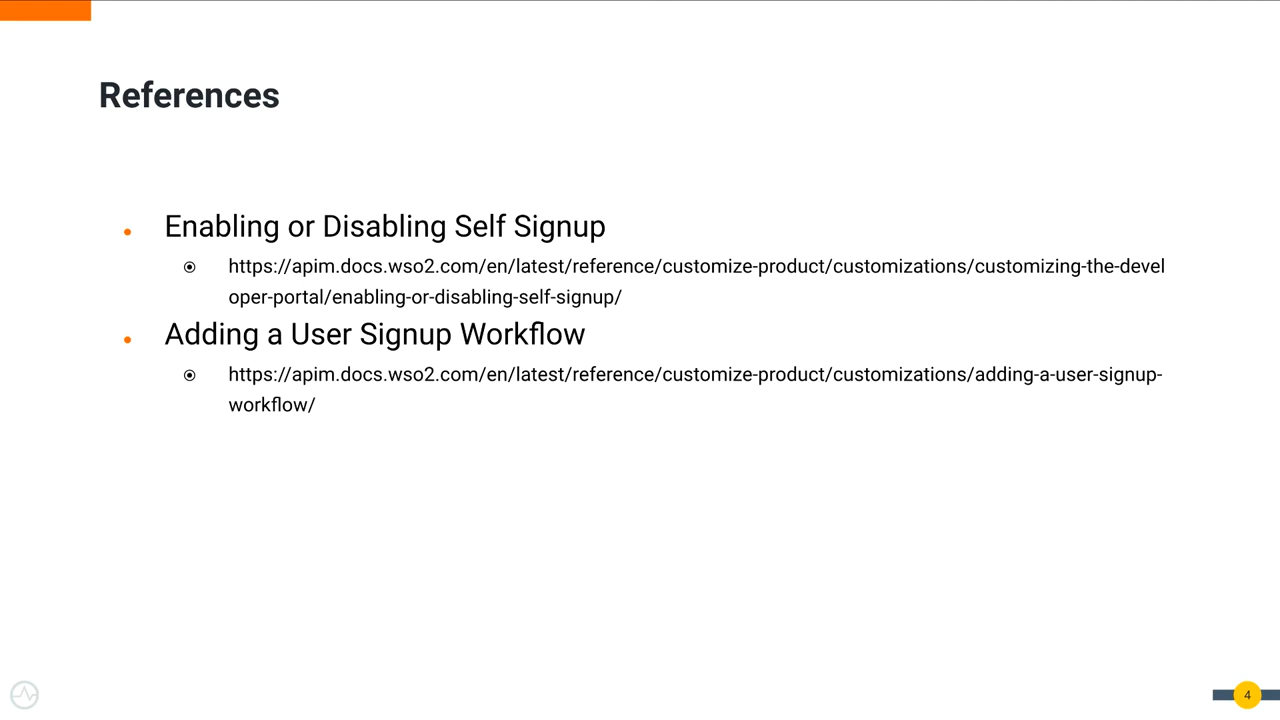 References
Enabling or Disabling Self Signup
https://apim.docs.wso2.com/en/latest/reference/customize-product/customizations/customizing-the-devel
oper-portal/enabling-or-disabling-self-signup/
Adding a User Signup Workflow
https://apim.docs.wso2.com/en/latest/reference/customize-product/customizations/adding-a-user-signup-
workflow/
4